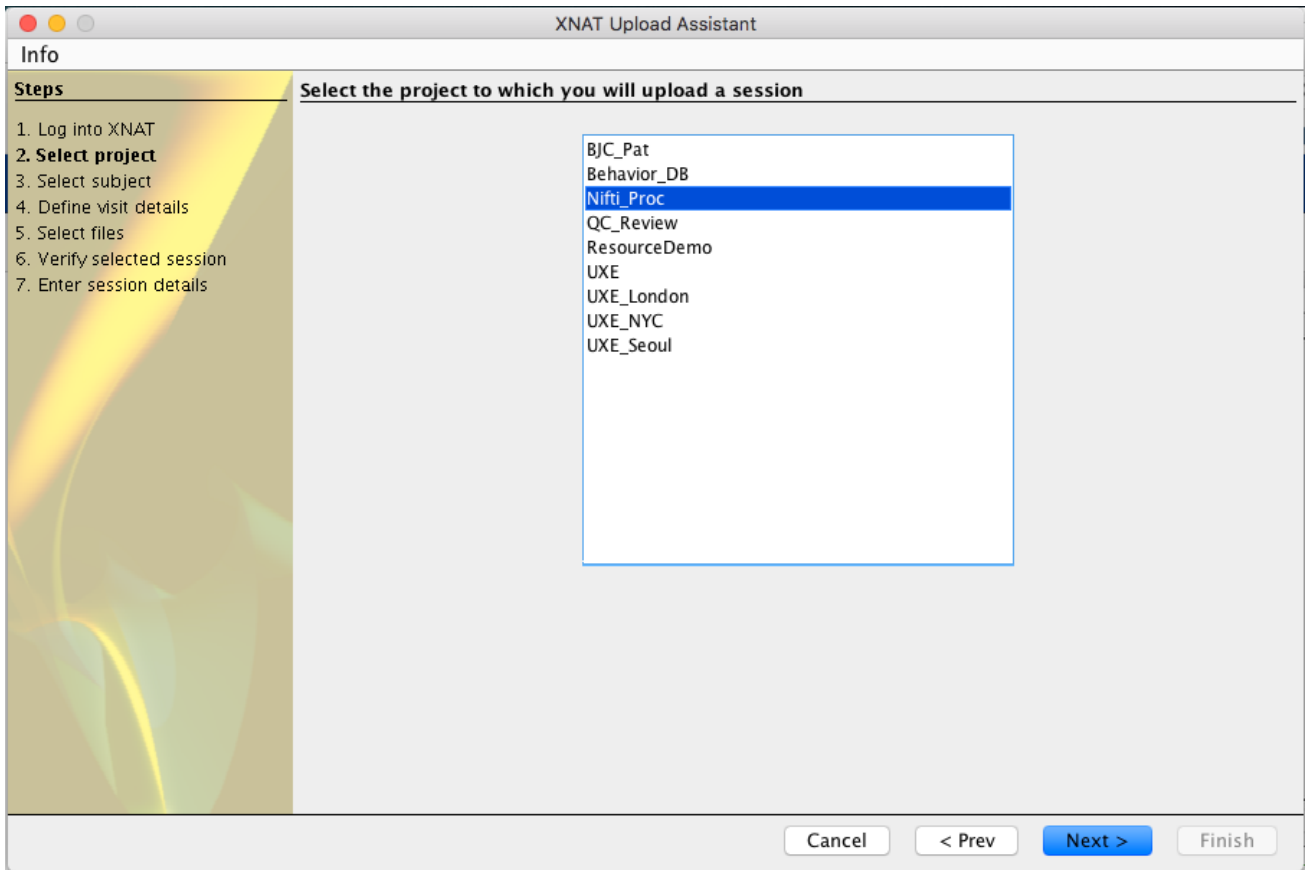 XNAT Upload Assistant
Info
Steps
1. Log into XNAT
2. Select project
3. Select subject
4. Define visit details
5. Select files
6. Verify selected session
7. Enter session details
Select the project to which you will upload a session
BJC_Pat
Behavior_DB
Nifti_Proc
QC_Review
ResourceDemo
UXE
UXE_London
UXE_NYC
UXE_Seoul
Cancel
< Prev
Next >
Finish